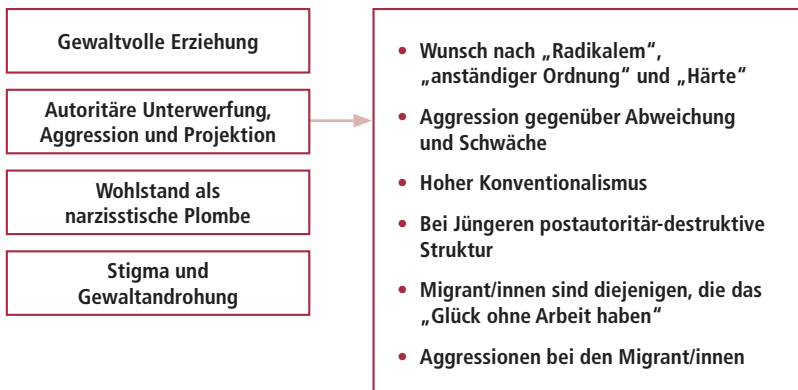 Gewaltvolle Erziehung
Autoritäre Unterwerfung,
Aggression und Projektion
Wohlstand als
narzisstische Plombe
Stigma und
Gewaltandrohung
• Wunsch nach „Radikalem“,
„anständiger Ordnung“ und „Härte“
• Aggression gegenüber Abweichung
und Schwäche
• Hoher Konventionalismus
• Bei Jüngeren postautoritär-destruktive
Struktur
• Migrant/innen sind diejenigen, die das
„Glück ohne Arbeit haben“
• Aggressionen bei den Migrant/innen